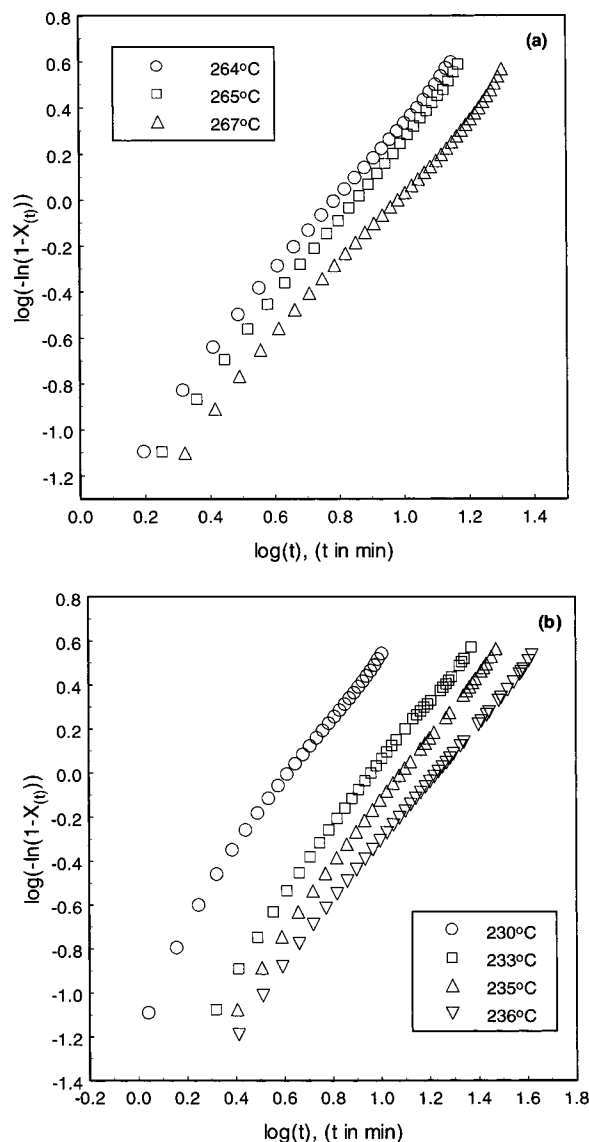 (a)
264°C
265°C
267°C
0.8
0.6
0.4
0.2
0.0
-0.2
-0.4
-0.6
-0.8
-1.0
-1.2
log(-ln(1-X(t)))
0.0 0.2 0.4 0.6 0.8 1.0 1.2 1.4
log(t), (t in min)
(b)
0.8
0.6
0.4
0.2
0.0
-0.2
-0.4
-0.6
-0.8
-1.0
-1.2
-1.4
log(-ln(1-X(t)))
230°C
233°C
235°C
236°C
-0.2 0.0 0.2 0.4 0.6 0.8 1.0 1.2 1.4 1.6 1.8
log(t), (t in min)